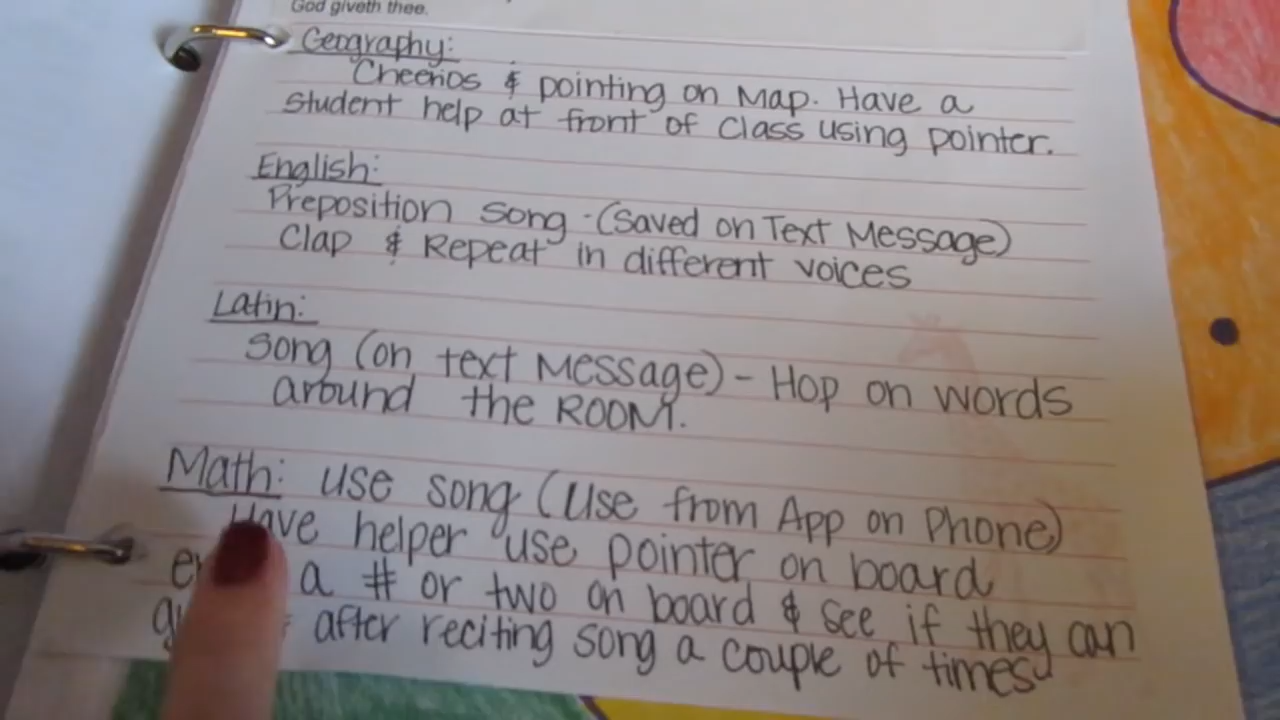 God giveth thee.
Geography:
Cheerios & pointing on Map. Have a
student help at front of class using pointer.
English:
Preposition song - (Saved on Text Message)
Clap & Repeat in different voices
Latin:
song (on text Message) - Hop on words
around the ROOM.
Math: use song (Use from App on Phone)
Have helper use pointer on board
a # or two on board & see if they can
after reciting song a couple of times